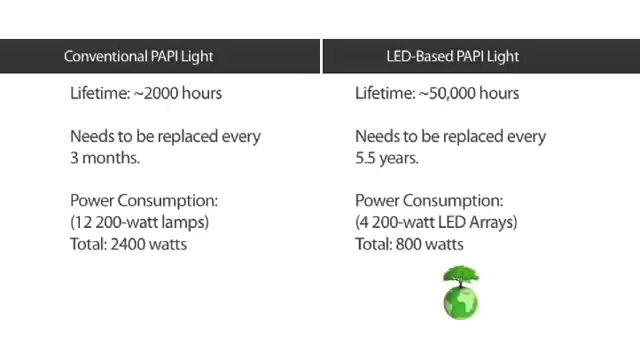 Conventional PAPI Light
Lifetime: ~2000 hours
Needs to be replaced every
3 months.
Power Consumption:
(12 200-watt lamps)
Total: 2400 watts
LED-Based PAPI Light
Lifetime: ~50,000 hours
Needs to be replaced every
5.5 years.
Power Consumption:
(4 200-watt LED Arrays)
Total: 800 watts